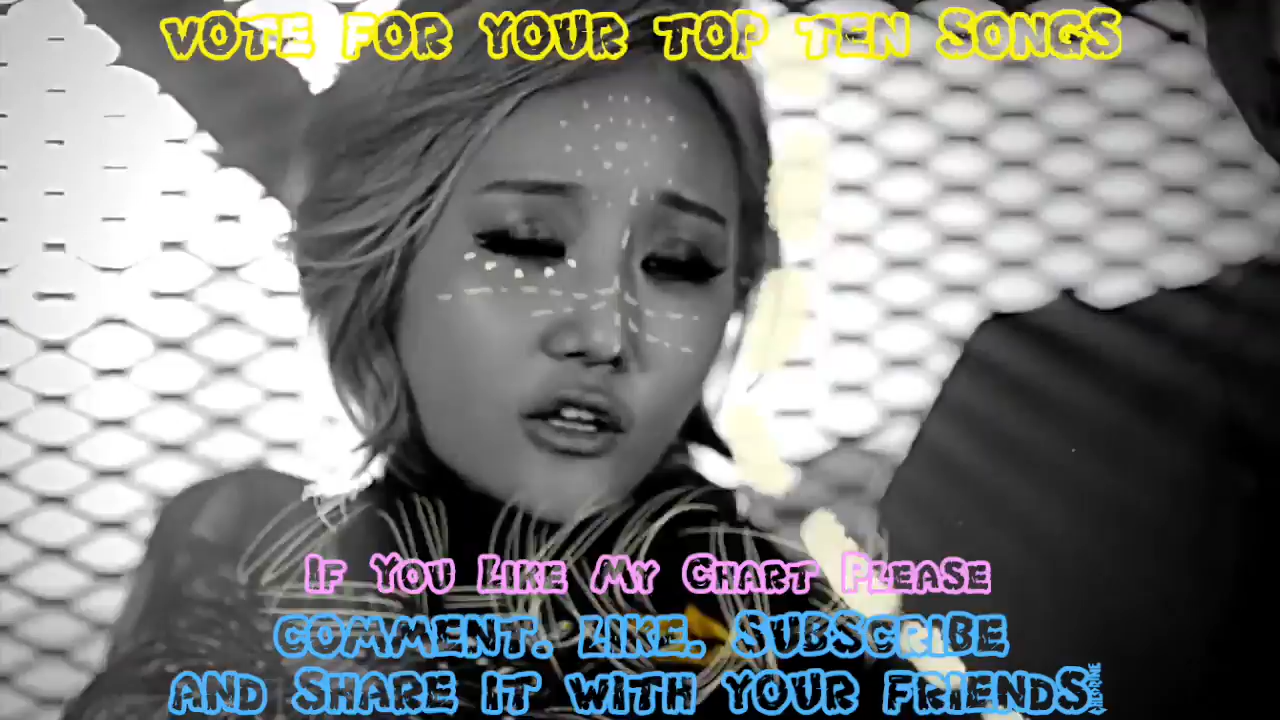 VOTE FOR YOUR TOP TEN SONGS
If You Like My Chart Please
COMMENT. LIKE. SUBSCRIBE
AND SHARE IT WITH YOUR FRIENDS